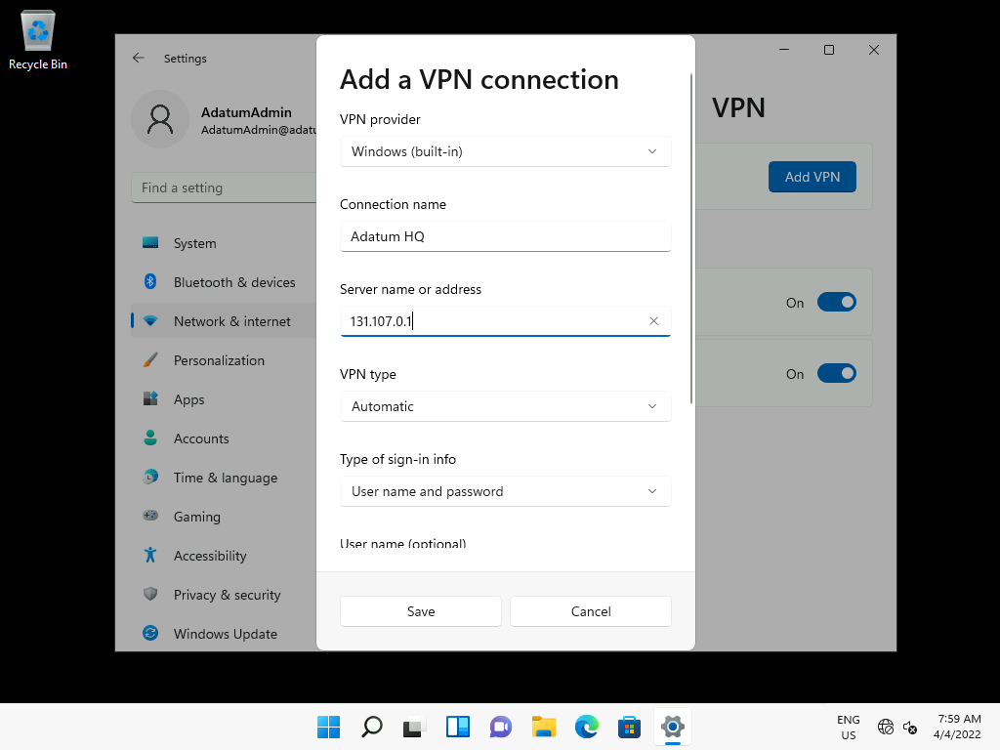 Recycle Bin
Settings
AdatumAdmin
AdatumAdmin@adatu
Find a setting
System
Bluetooth & devices
Network & internet
Personalization
Apps
Accounts
Time & language
Gaming
Accessibility
Privacy & security
Windows Update
Add a VPN connection
VPN provider
Windows (built-in)
Connection name
Adatum HQ
Server name or address
131.107.0.1
VPN type
Automatic
Type of sign-in info
User name and password
User name (optional)
Save
Cancel
VPN
Add VPN
On
On
ENG
US
7:59 AM
4/4/2022